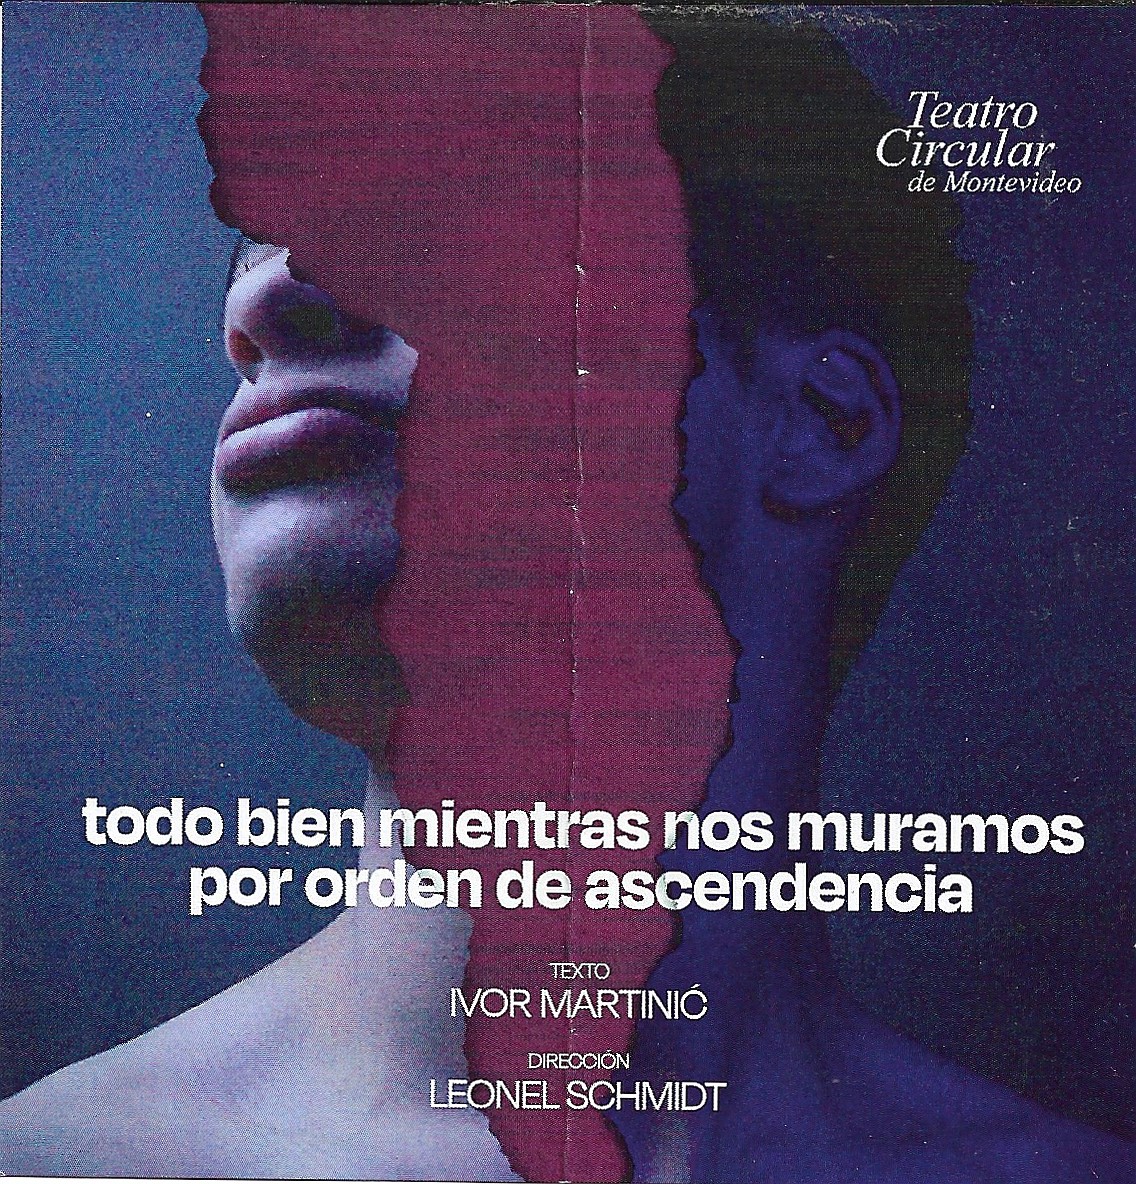 Teatro
Circular
de Montevideo
todo bien mientras nos muramos
por orden de ascendencia
TEXTO
IVOR MARTINIĆ
DIRECCIÓN
LEONEL SCHMIDT